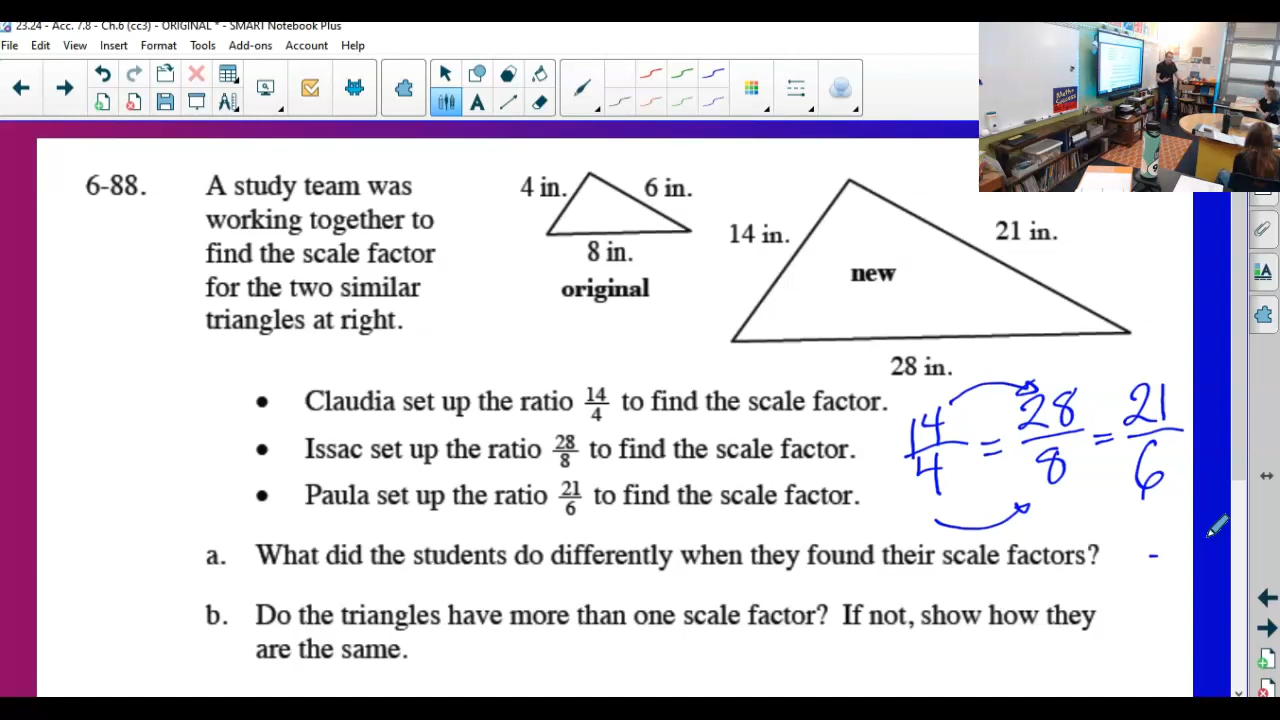 23.24 - Acc. 7.8 - Ch.6 (cc3) - ORIGINAL * - SMART Notebook Plus
File Edit View Insert Format Tools Add-ons Account Help
Math = Success
6-88. A study team was
working together to
find the scale factor
for the two similar
triangles at right.
4 in. 6 in.
8 in.
original
14 in. 21 in.
new
28 in.
• Claudia set up the ratio 14/4 to find the scale factor.
• Issac set up the ratio 28/8 to find the scale factor.
• Paula set up the ratio 21/6 to find the scale factor.
14/4 = 28/8 = 21/6
a. What did the students do differently when they found their scale factors? -
b. Do the triangles have more than one scale factor? If not, show how they
are the same.